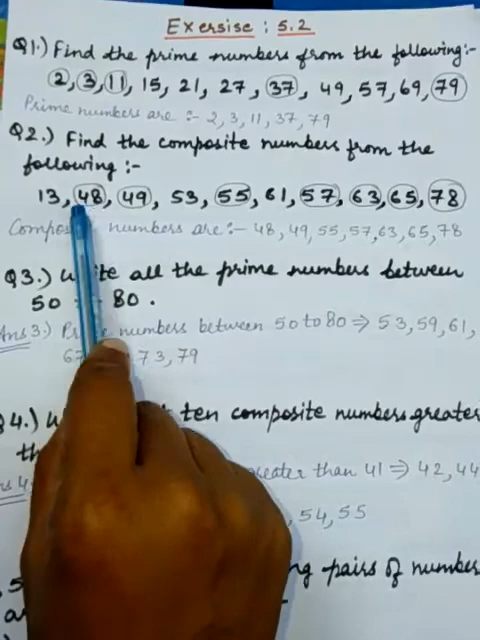 Exersise : 5.2
Q1.) Find the prime numbers from the following:-
2, 3, 11, 15, 21, 27, 37, 49, 57, 69, 79
Prime numbers are :- 2, 3, 11, 37, 79
Q2.) Find the composite numbers from the
following :-
13, 48, 49, 53, 55, 61, 57, 63, 65, 78
numbers are:- 48, 49, 55, 57, 63, 65, 78
Q3.) all the prime numbers between
50 80.
Ans 3.) numbers between 50 to 80 ⇒ 53, 59, 61,
73, 79
4.) ten composite numbers greater
than 41 ⇒ 42, 44
, 54, 55
pairs of number